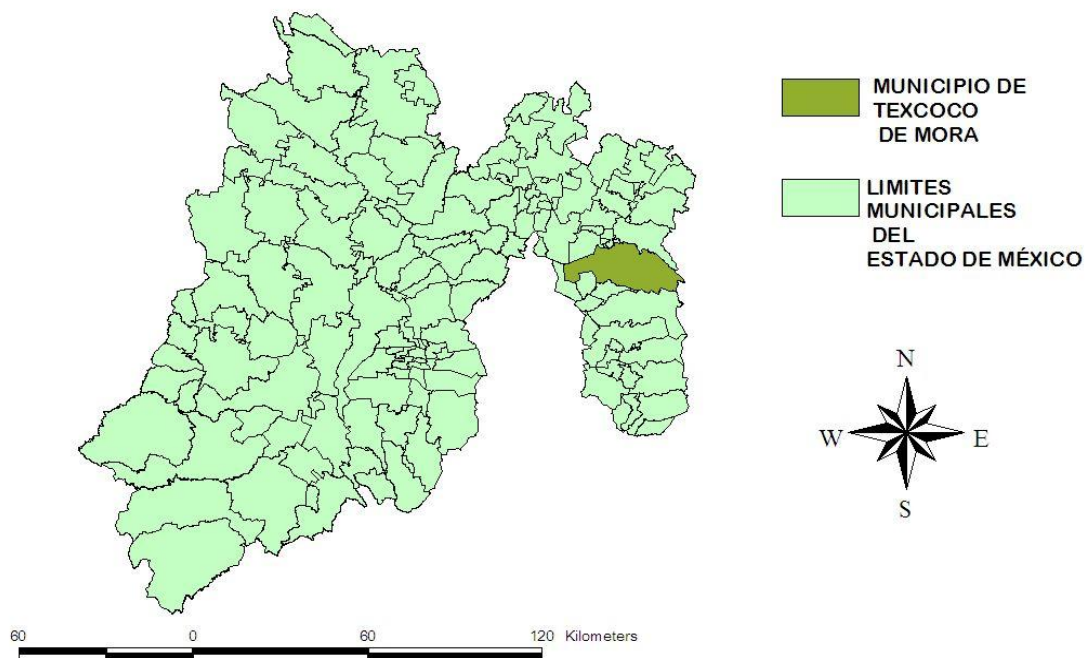 MUNICIPIO DE
TEXCOCO
DE MORA
LIMITES
MUNICIPALES
DEL
ESTADO DE MÉXICO
N
W E
S
60 0 60 120 Kilometers